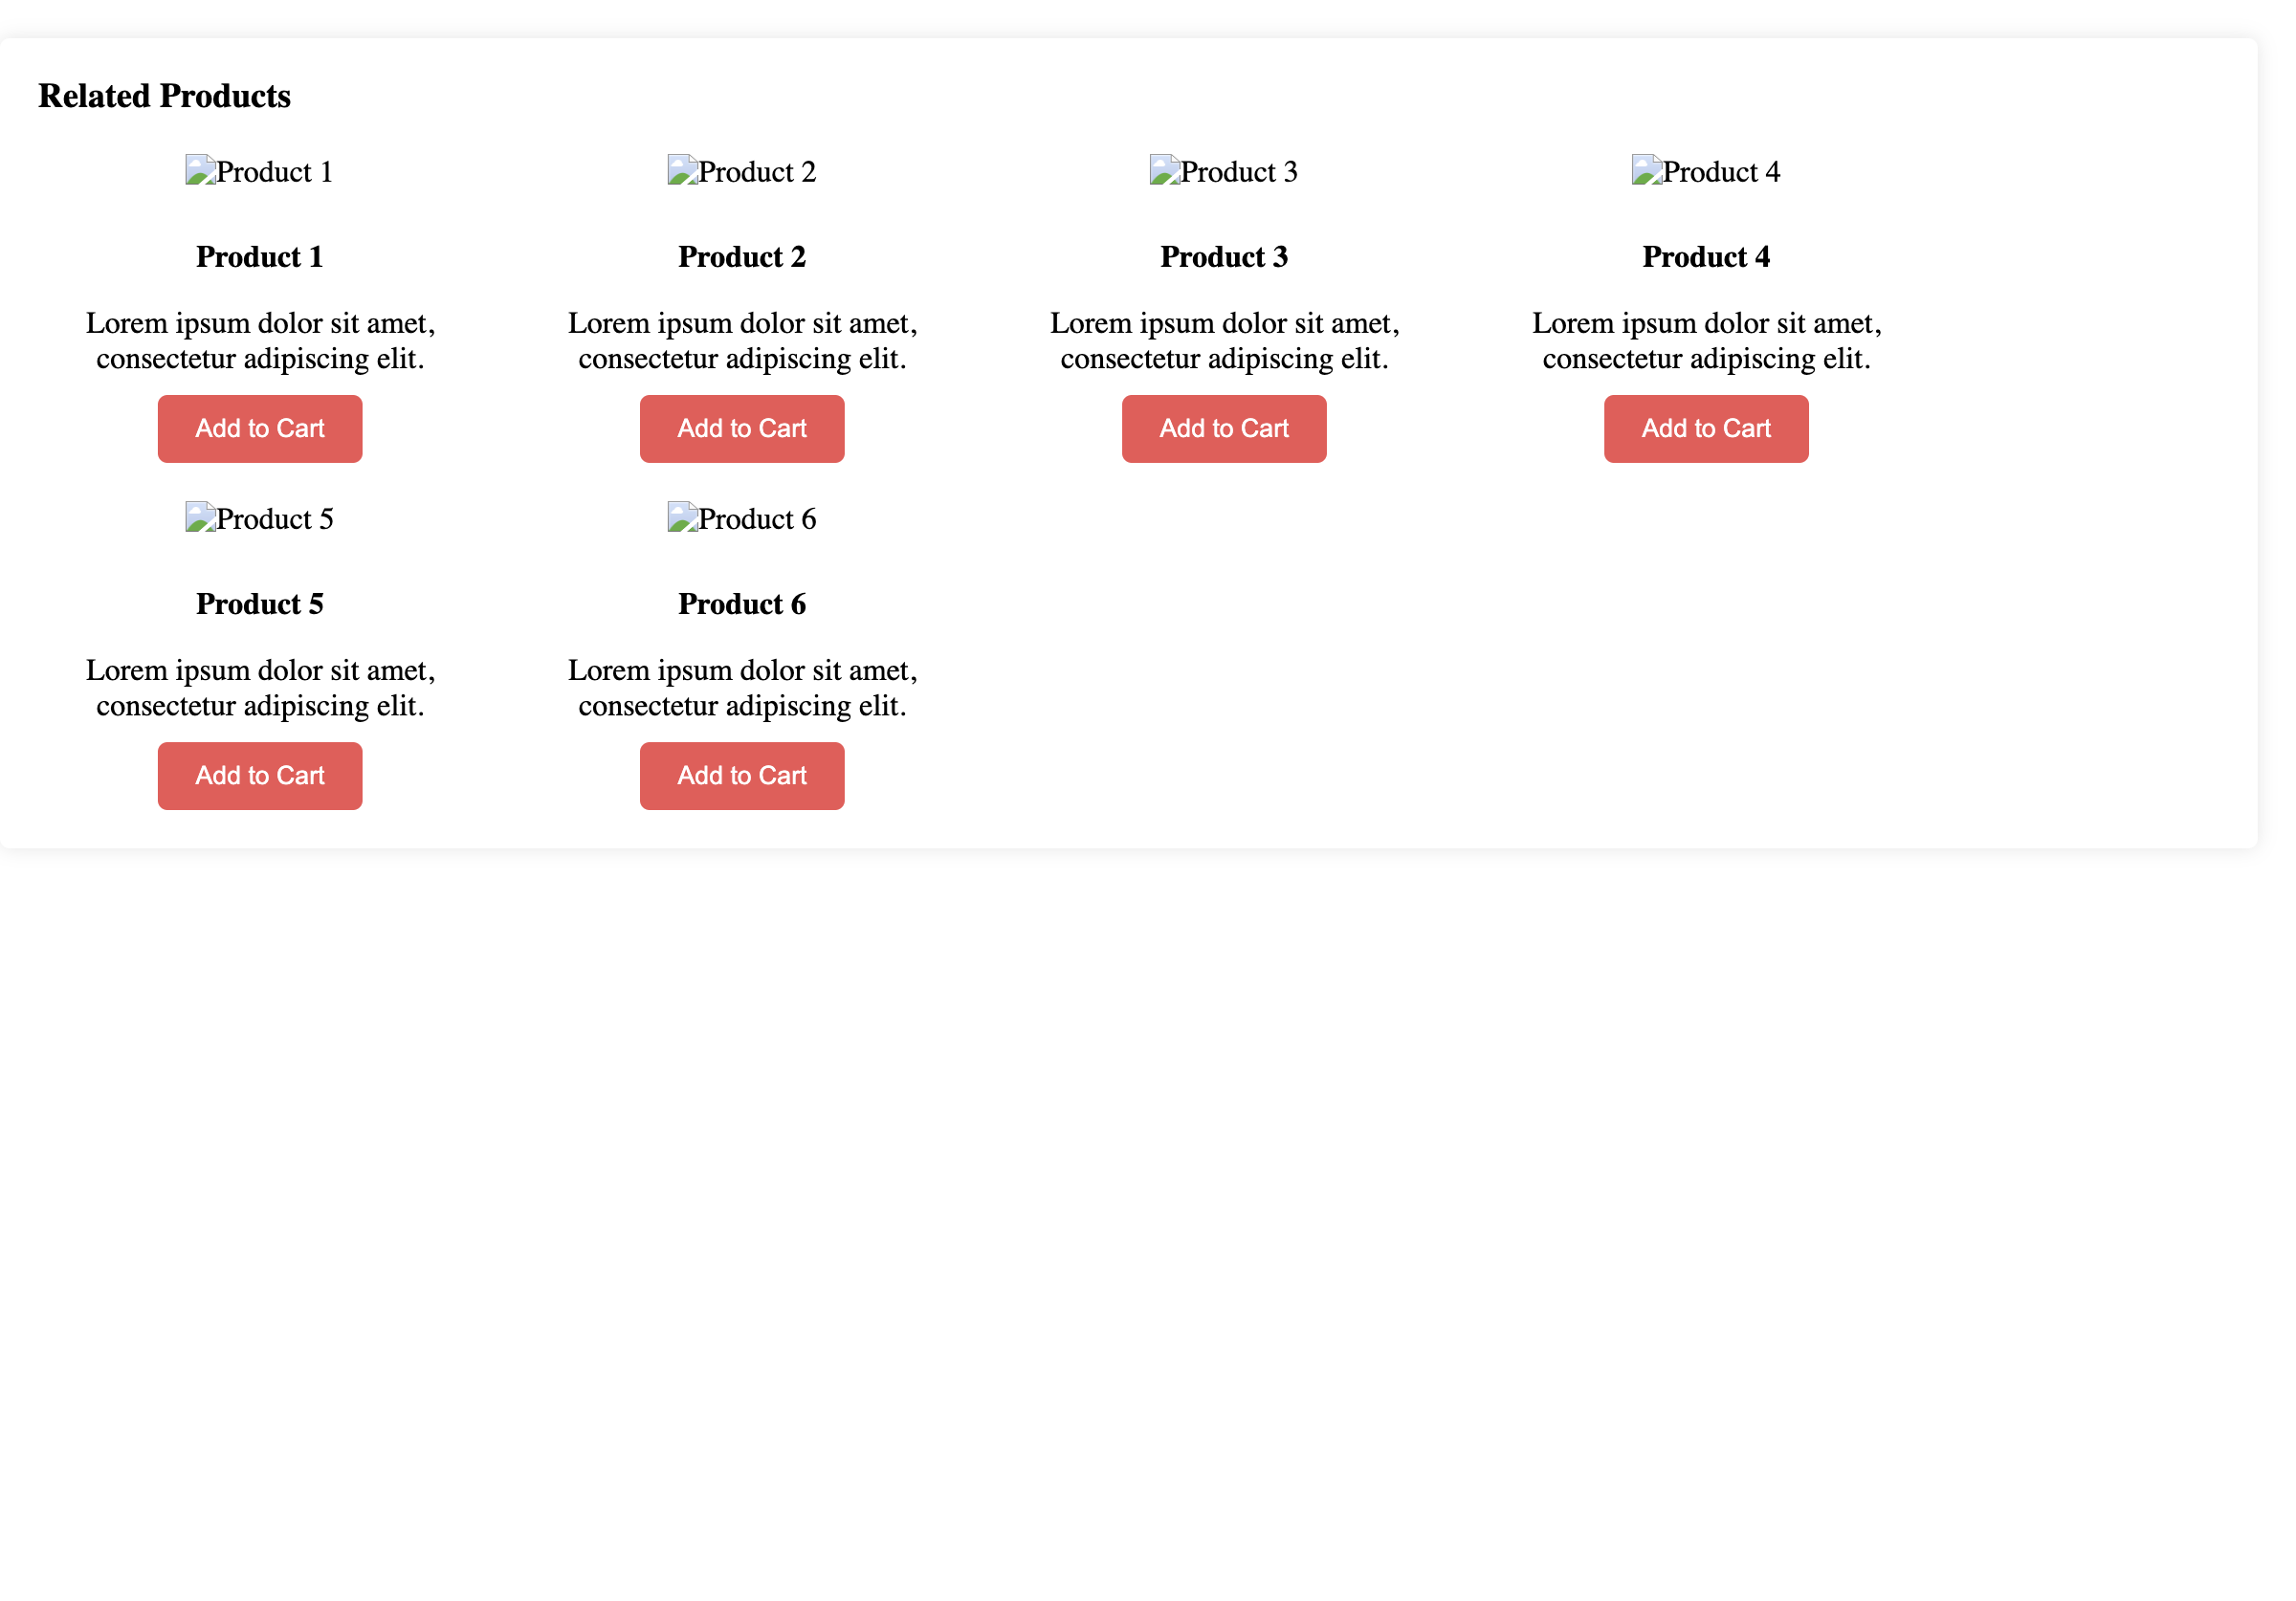 Related Products
Product 1
Product 2
Product 3
Product 4
Product 1
Product 2
Product 3
Product 4
Lorem ipsum dolor sit amet,
consectetur adipiscing elit.
Lorem ipsum dolor sit amet,
consectetur adipiscing elit.
Lorem ipsum dolor sit amet,
consectetur adipiscing elit.
Lorem ipsum dolor sit amet,
consectetur adipiscing elit.
Add to Cart
Add to Cart
Add to Cart
Add to Cart
Product 5
Product 6
Product 5
Product 6
Lorem ipsum dolor sit amet,
consectetur adipiscing elit.
Lorem ipsum dolor sit amet,
consectetur adipiscing elit.
Add to Cart
Add to Cart